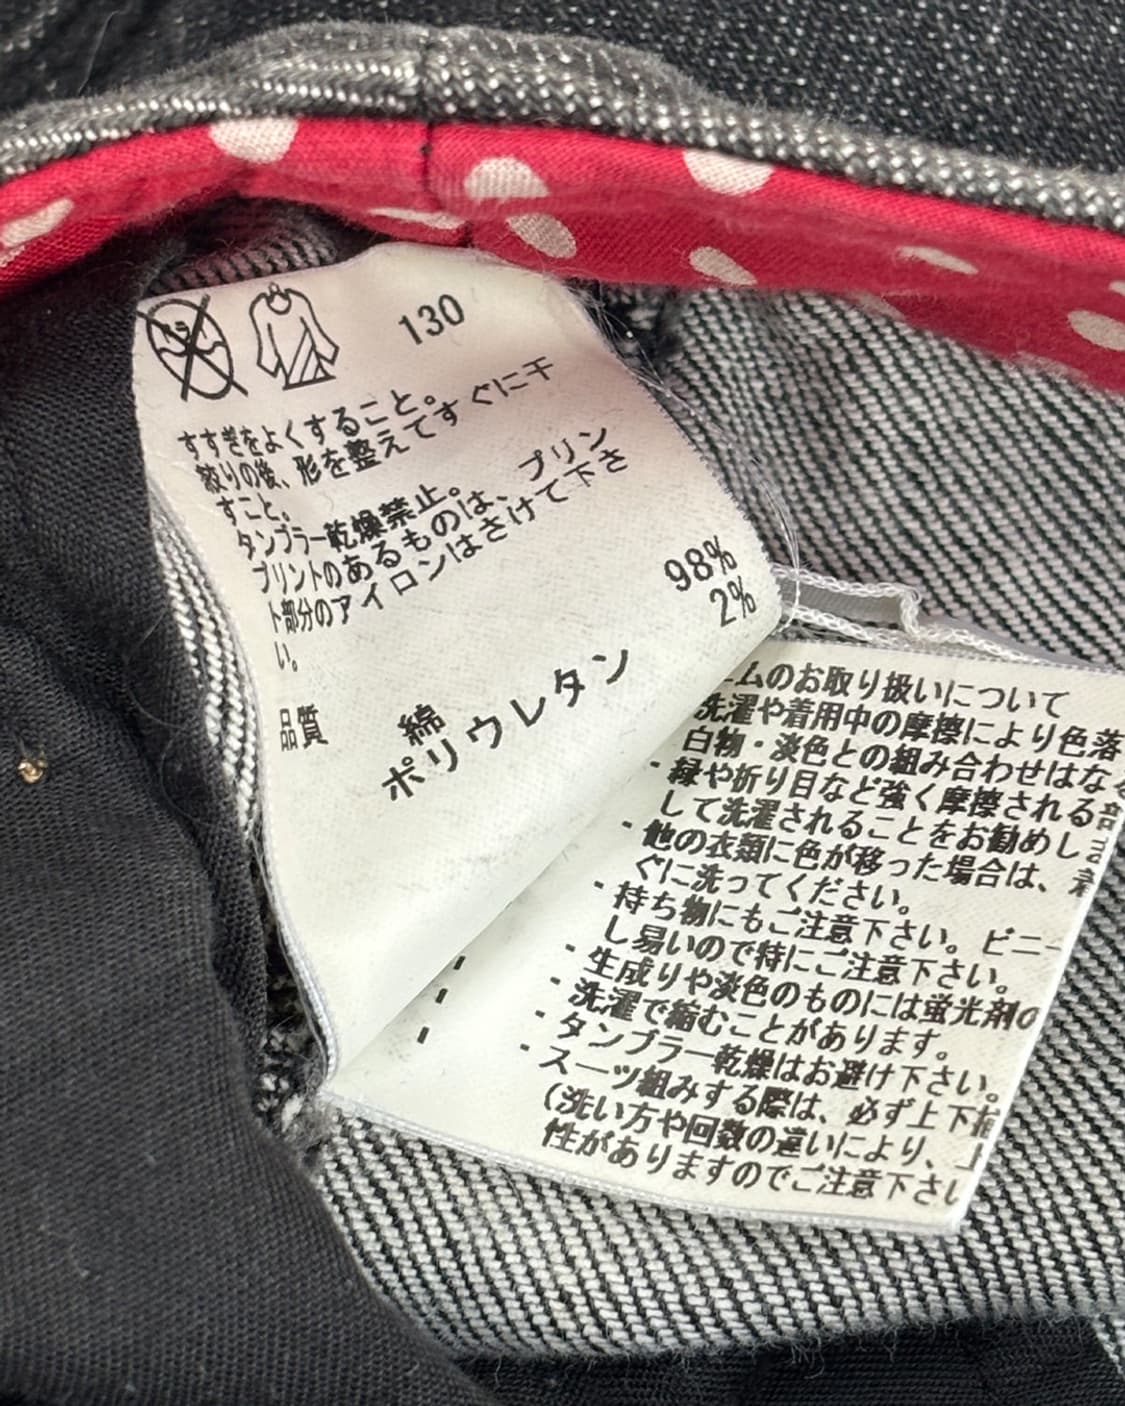 130
すすぎをよくすること。
絞りの後、形を整えてすぐに干
すこと。
タンブラー乾燥禁止。
プリントのあるものは、プリン
ト部分のアイロンはさけて下さ
い。
品質 綿 98%
ポリウレタン 2%
ムのお取り扱いについて
洗濯や着用中の摩擦により色落
白物・淡色との組み合わせはなる
・縁や折り目など強く摩擦される部
して洗濯されることをお勧めしま
・他の衣類に色が移った場合は、着
ぐに洗ってください。
・持ち物にもご注意下さい。ビニー
し易いので特にご注意下さい。
・生成りや淡色のものには蛍光剤の
・洗濯で縮むことがあります。
・タンブラー乾燥はお避け下さい。
・スーツ組みする際は、必ず上下揃
(洗い方や回数の違いにより、上
性がありますのでご注意下さい